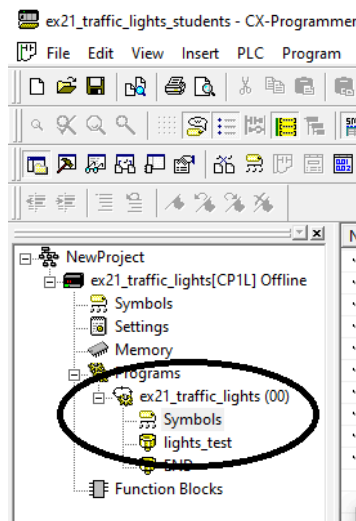 ex21_traffic_lights_students - CX-Programmer
File Edit View Insert PLC Program
NewProject
ex21_traffic_lights[CP1L] Offline
Symbols
Settings
Memory
Programs
ex21_traffic_lights (00)
Symbols
lights_test
END
Function Blocks